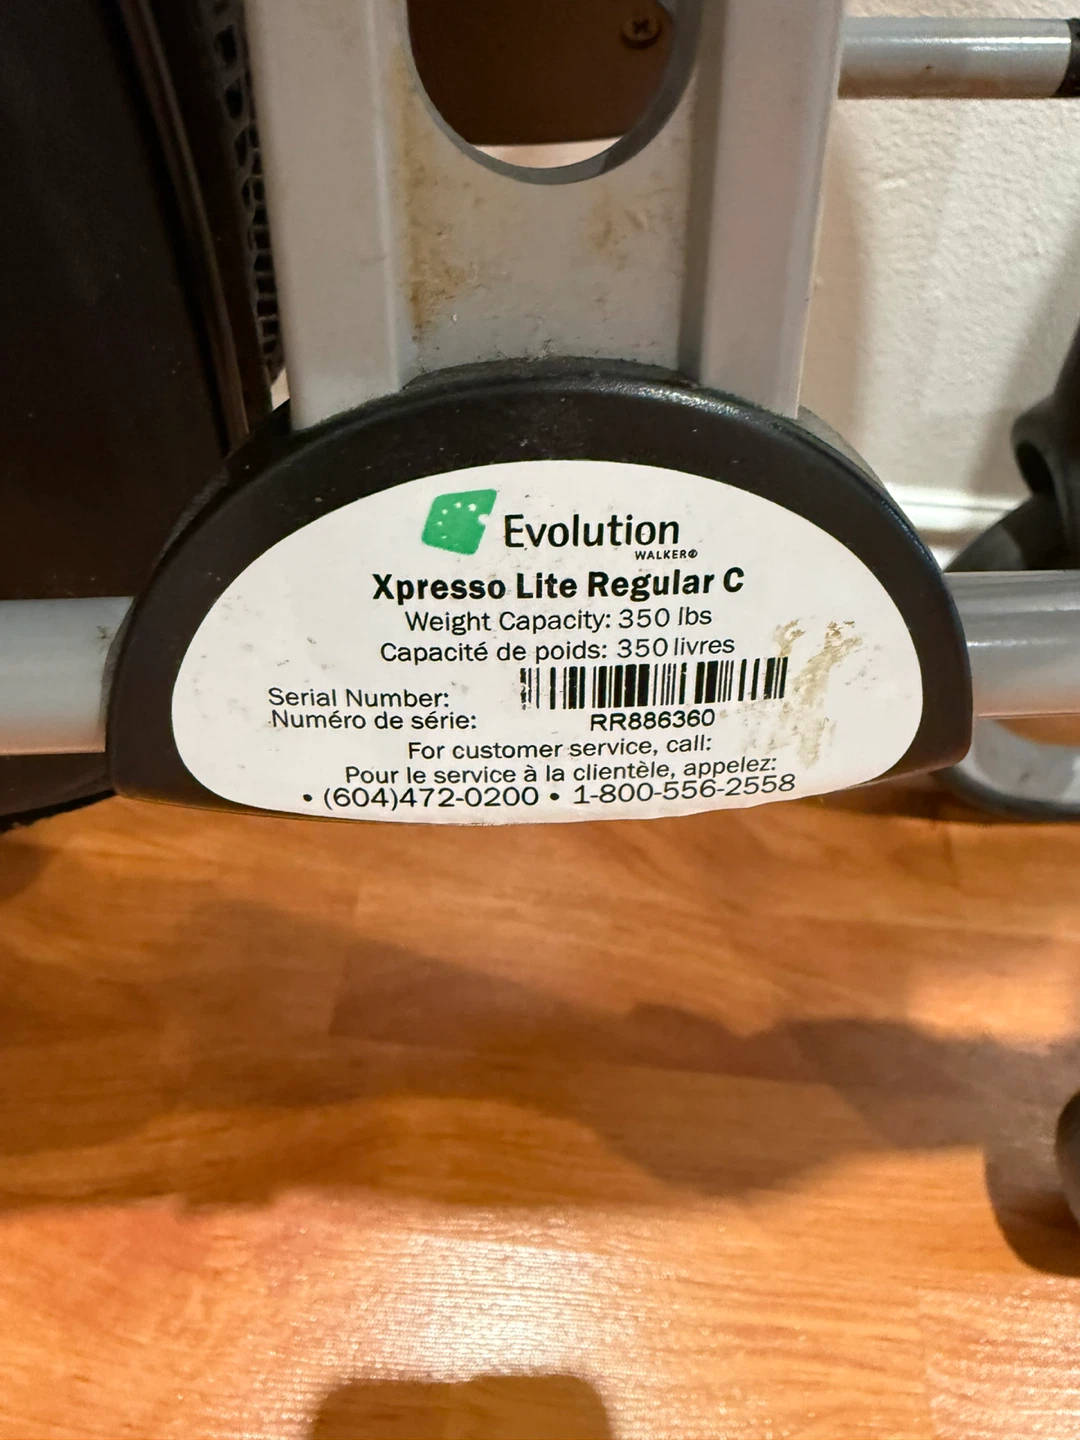 Evolution
WALKER®
Xpresso Lite Regular C
Weight Capacity: 350 lbs
Capacité de poids: 350 livres
Serial Number:
Numéro de série:
RR886360
For customer service, call:
Pour le service à la clientèle, appelez:
• (604)472-0200 • 1-800-556-2558